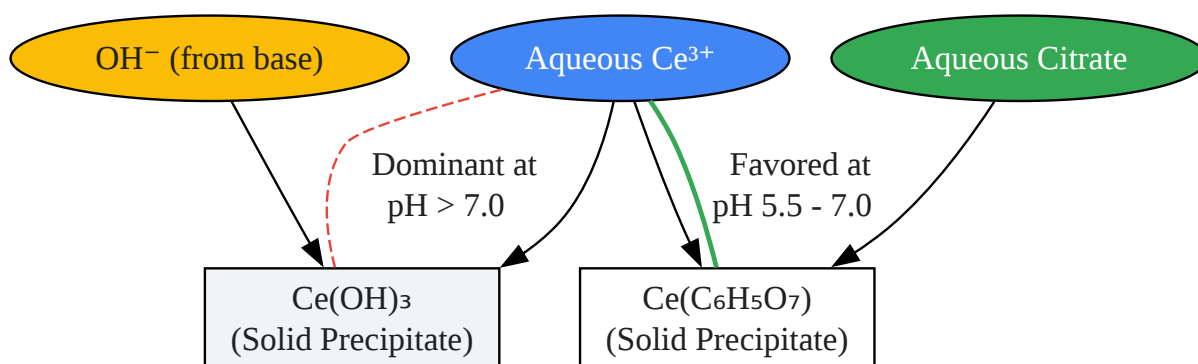 OH⁻ (from base)
Aqueous Ce³⁺
Aqueous Citrate
Dominant at
pH > 7.0
Favored at
pH 5.5 - 7.0
Ce(OH)₃
(Solid Precipitate)
Ce(C₆H₅O₇)
(Solid Precipitate)